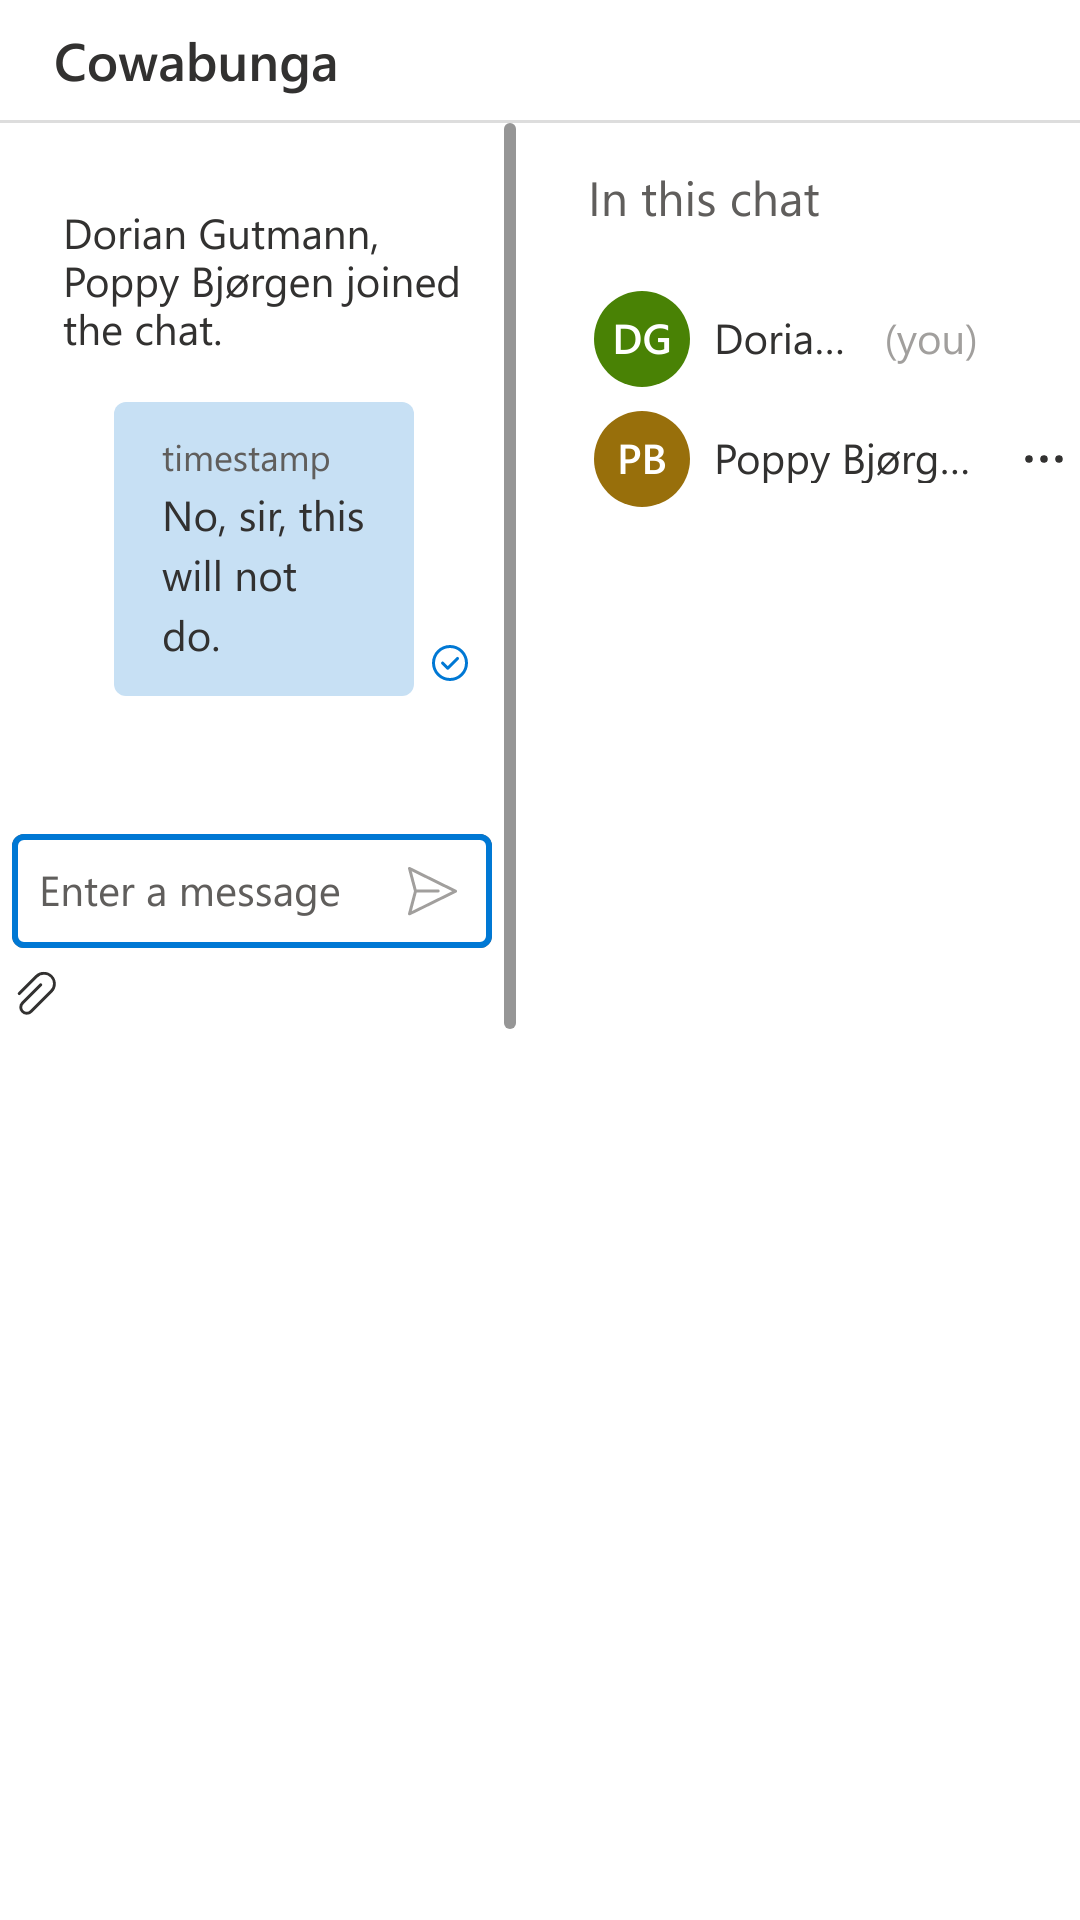 Cowabunga
Dorian Gutmann,
Poppy Bjørgen joined
the chat.
timestamp
No, sir, this
will not
do.
Enter a message
In this chat
DG Doria... (you)
PB Poppy Bjørg...